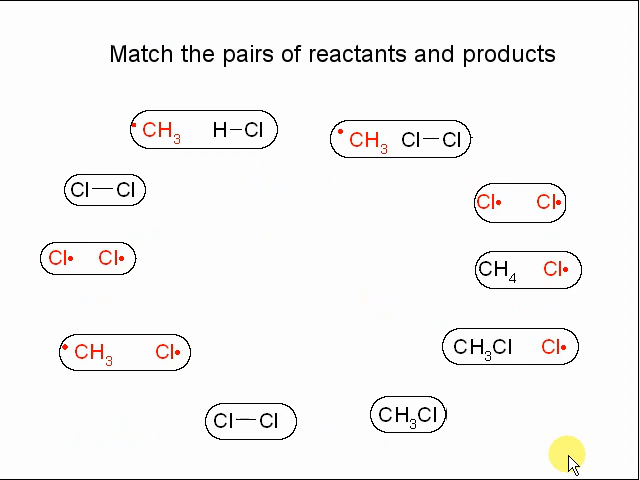 Match the pairs of reactants and products
•CH₃ H–Cl
•CH₃ Cl–Cl
Cl–Cl
Cl• Cl•
Cl• Cl•
CH₄ Cl•
•CH₃ Cl•
CH₃Cl Cl•
Cl–Cl
CH₃Cl